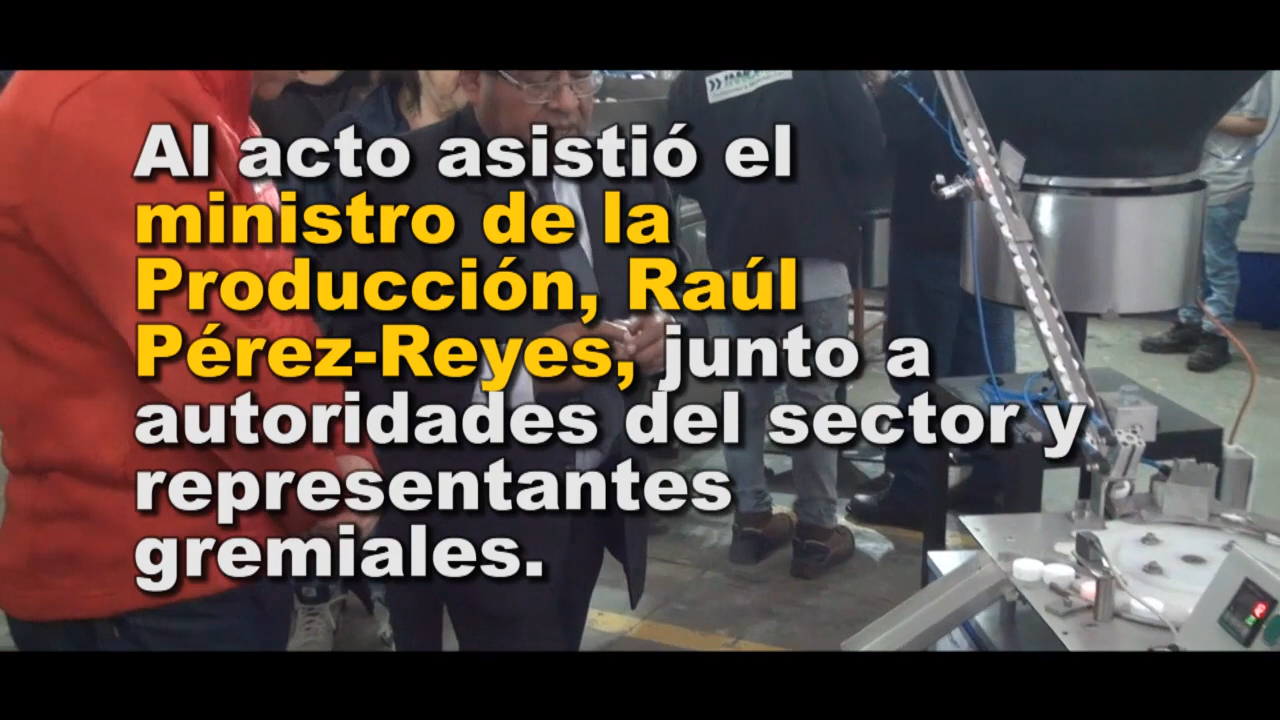 Al acto asistió el
ministro de la
Producción, Raúl
Pérez-Reyes, junto a
autoridades del sector y
representantes
gremiales.